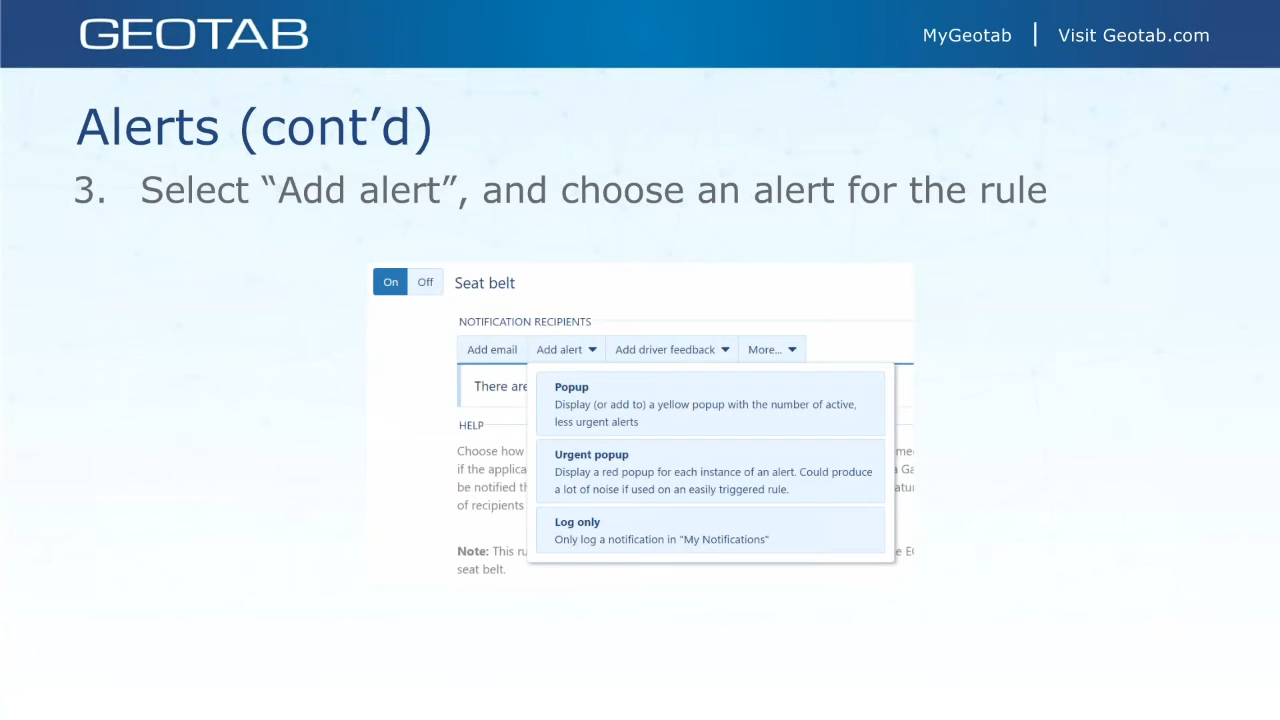 GEOTAB
MyGeotab | Visit Geotab.com
Alerts (cont’d)
3. Select “Add alert”, and choose an alert for the rule
On Off Seat belt
NOTIFICATION RECIPIENTS
Add email Add alert Add driver feedback More...
There are
Popup
Display (or add to) a yellow popup with the number of active,
less urgent alerts
Urgent popup
Display a red popup for each instance of an alert. Could produce
a lot of noise if used on an easily triggered rule.
Log only
Only log a notification in "My Notifications"
HELP
Choose how
if the applica
be notified th
of recipients
Note: This ru
seat belt.